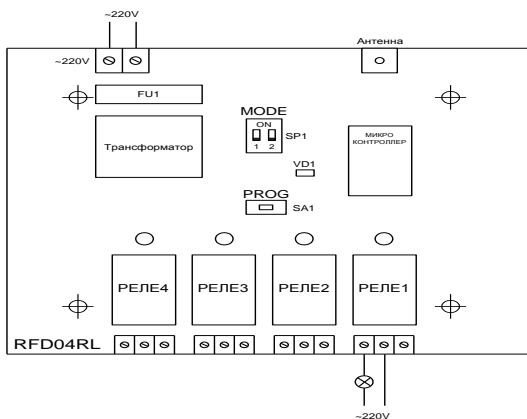 ~220V
~220V
Антенна
FU1
MODE
ON
SP1
1 2
Трансформатор
МИКРО
КОНТРОЛЛЕР
VD1
PROG
SA1
РЕЛЕ4
РЕЛЕ3
РЕЛЕ2
РЕЛЕ1
RFD04RL
~220V